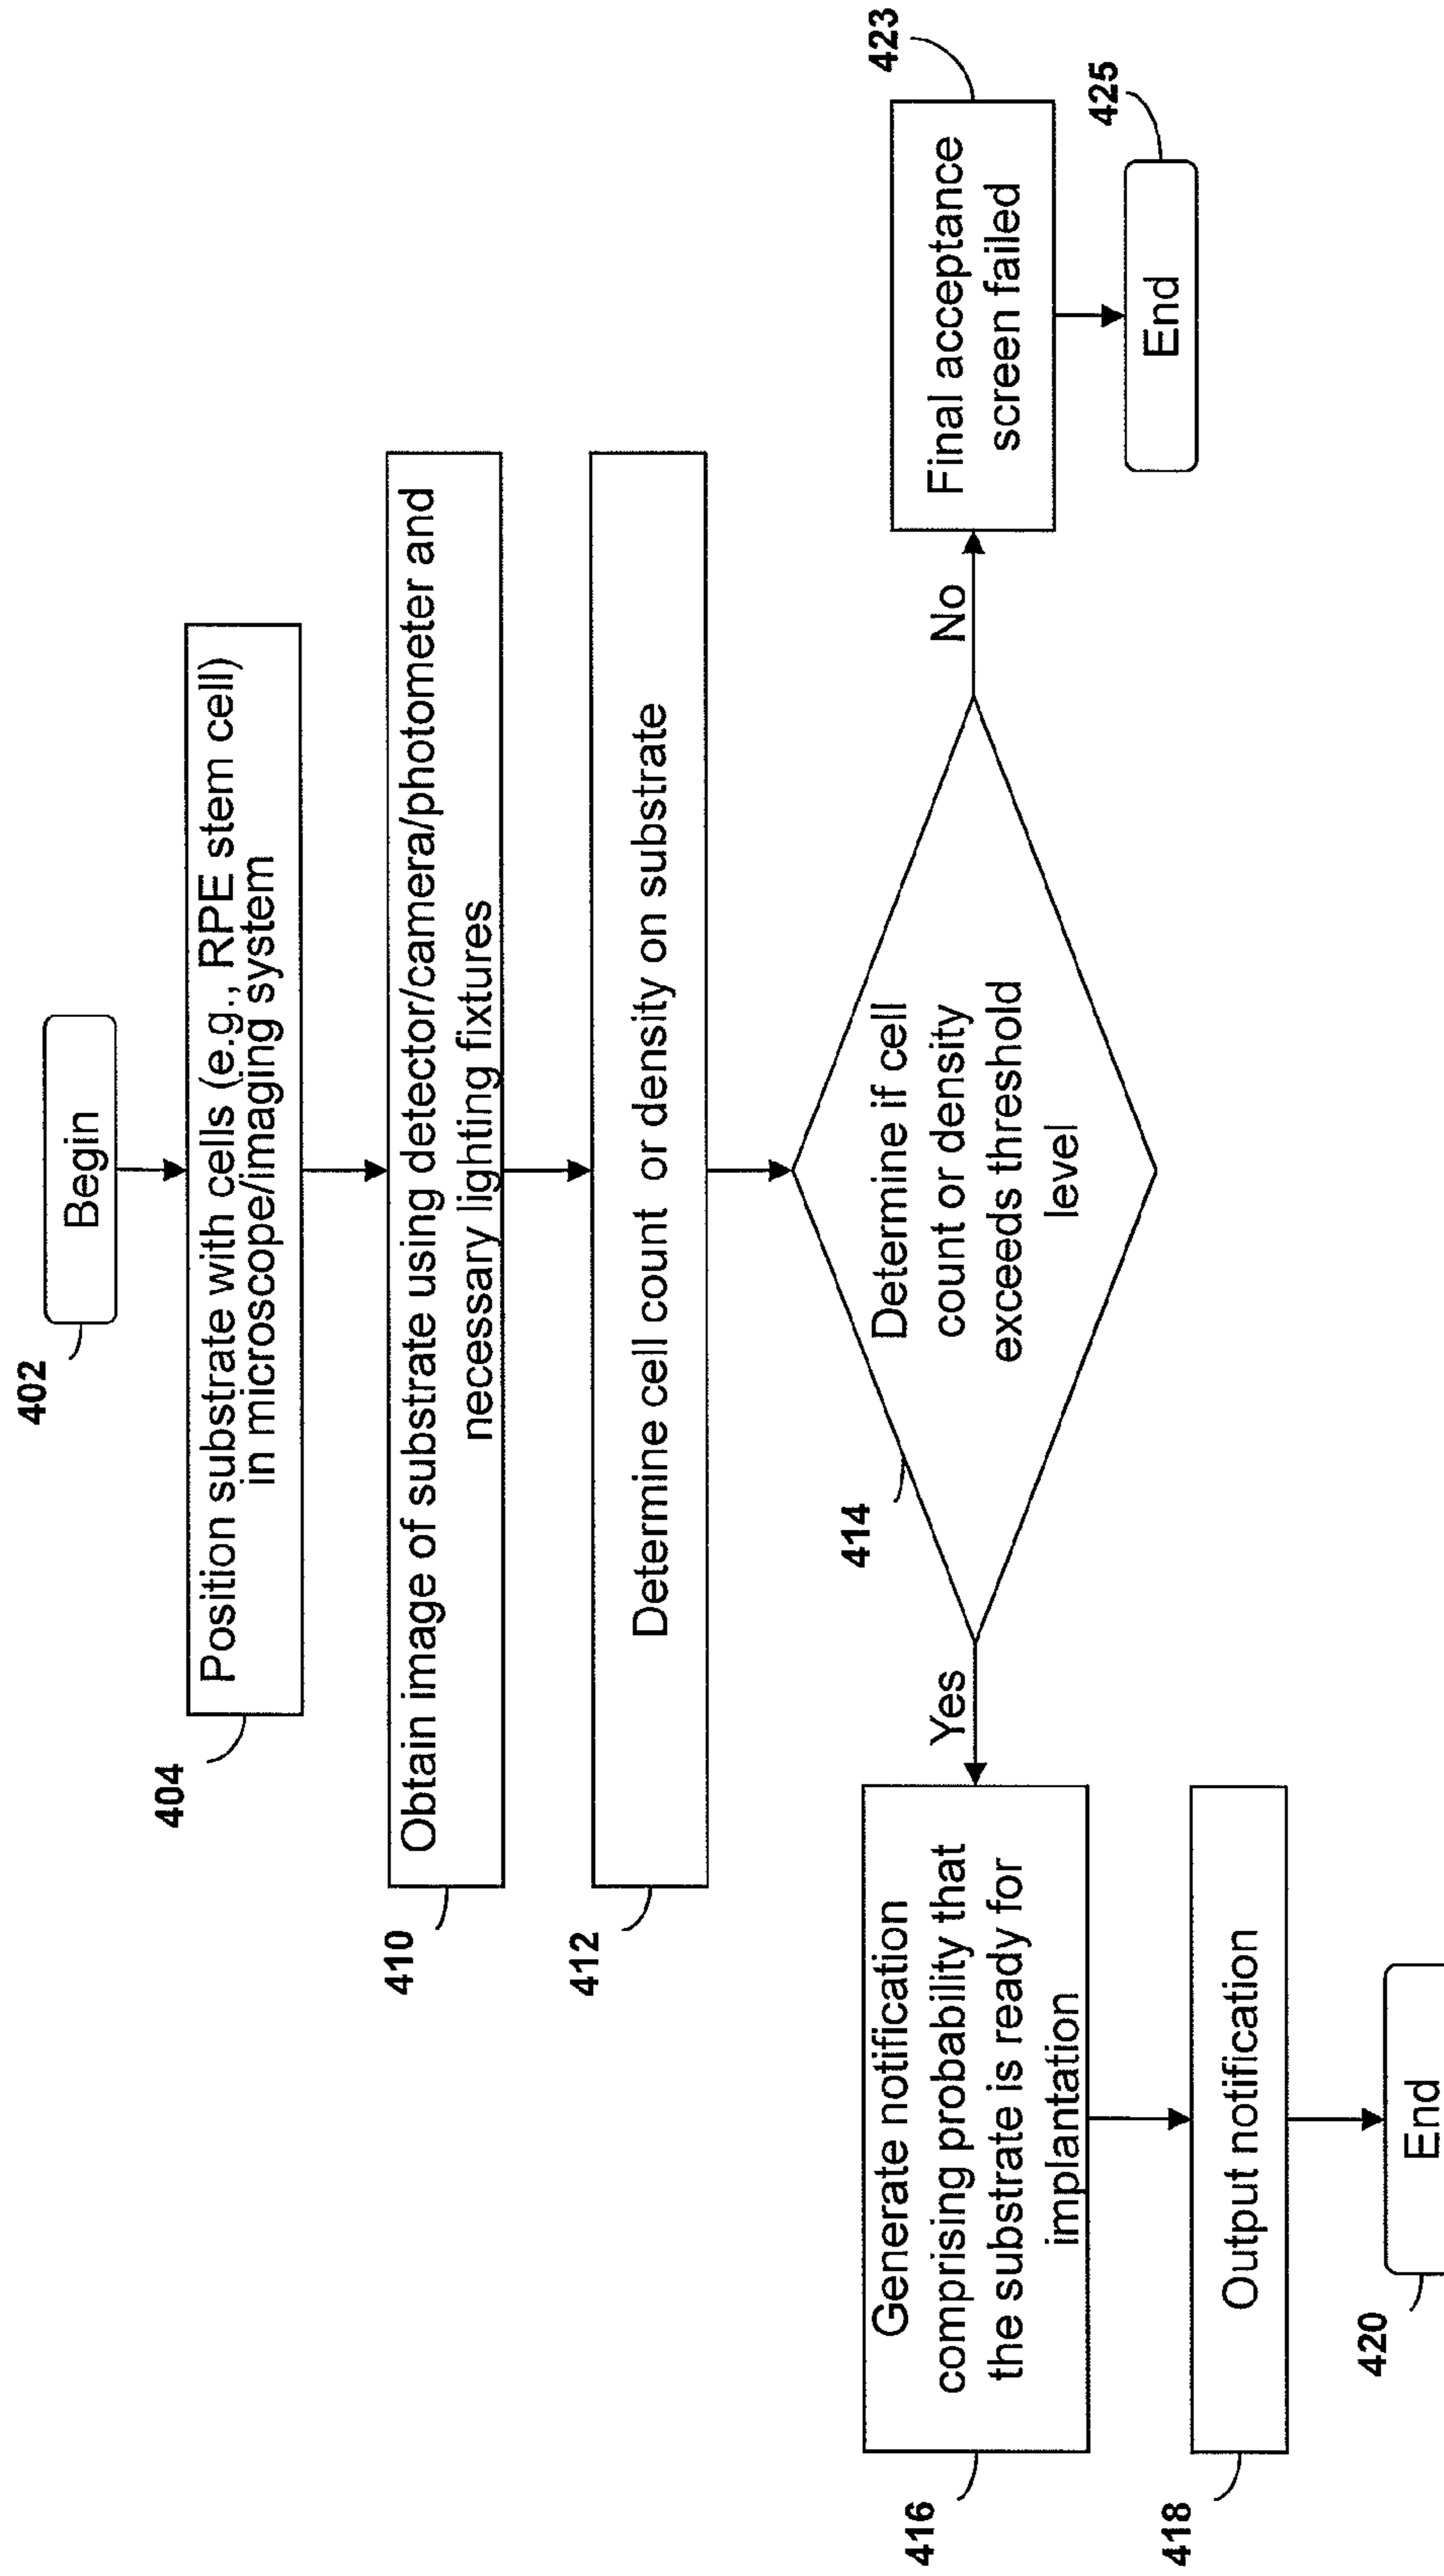 402
Begin
404
Position substrate with cells (e.g., RPE stem cell)
in microscope/imaging system
410
Obtain image of substrate using detector/camera/photometer and
necessary lighting fixtures
412
Determine cell count or density on substrate
414
Determine if cell
count or density
exceeds threshold
level
Yes
No
416
Generate notification
comprising probability that
the substrate is ready for
implantation
418
Output notification
420
End
423
Final acceptance
screen failed
425
End